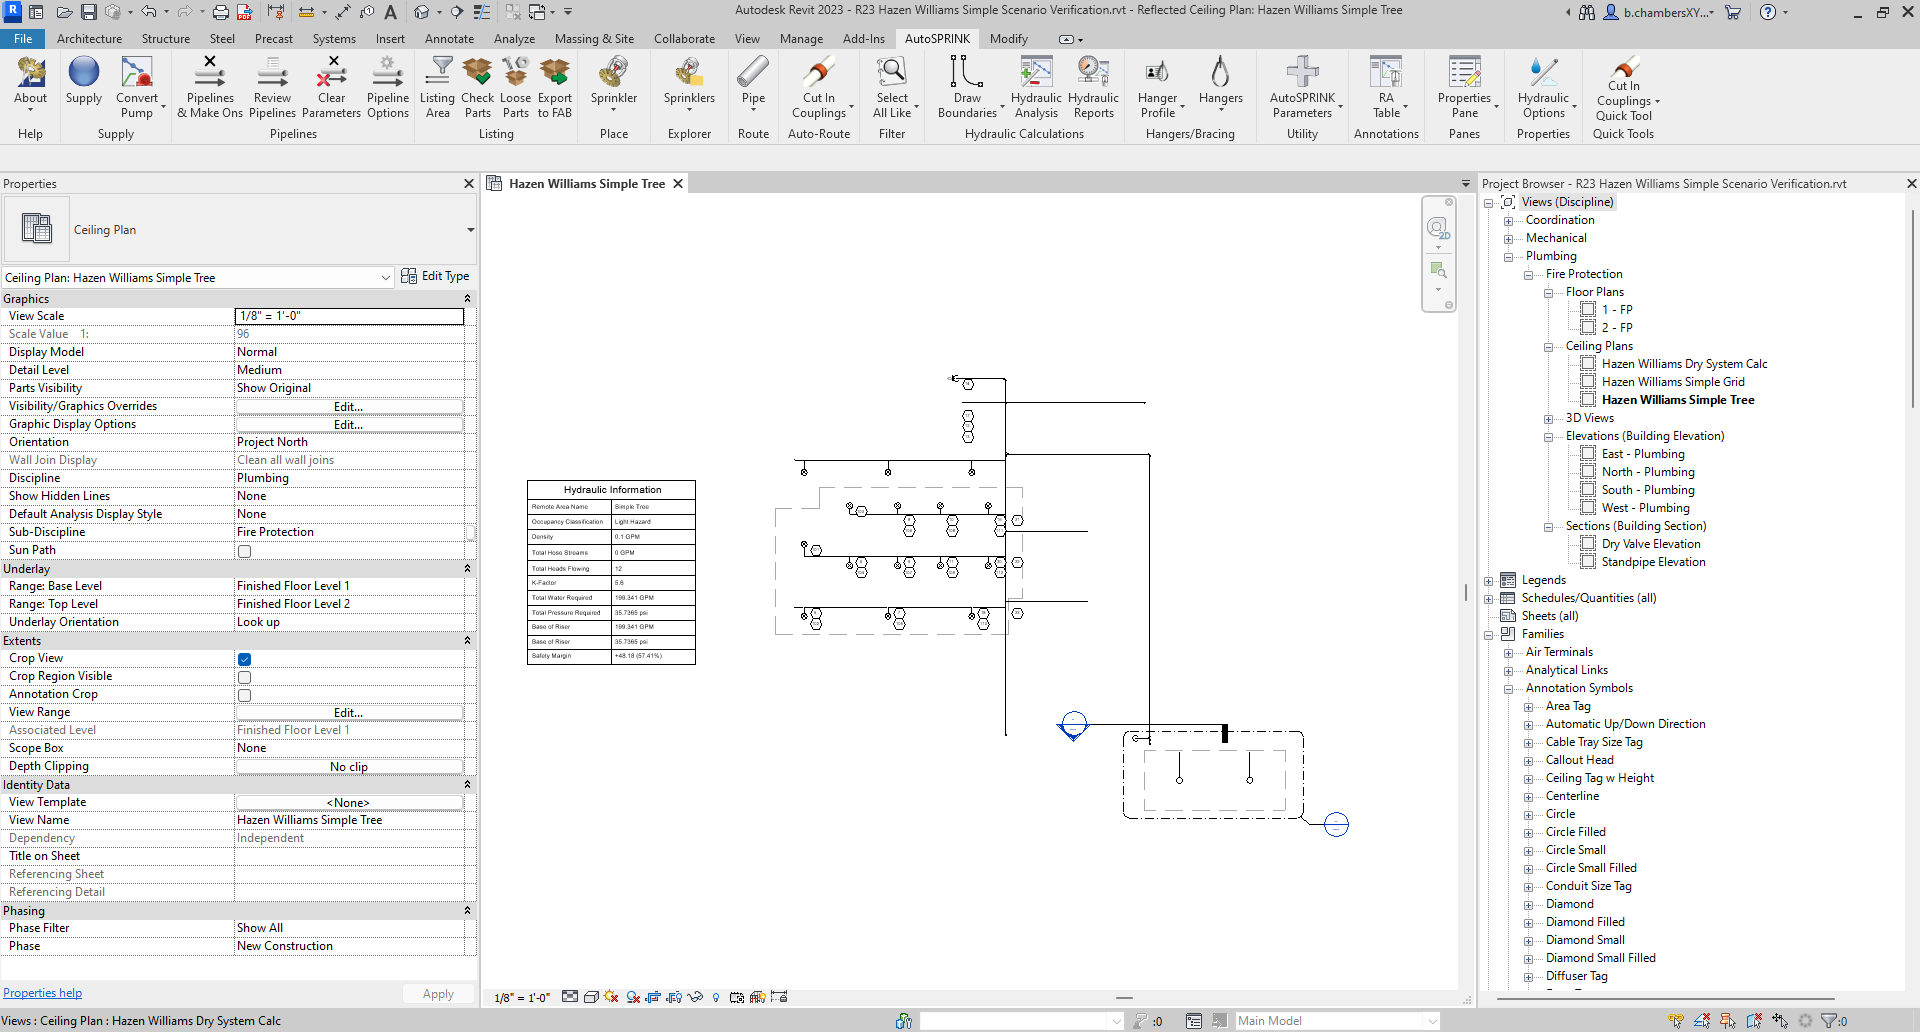 Autodesk Revit 2023 - R23 Hazen Williams Simple Scenario Verification.rvt - Reflected Ceiling Plan: Hazen Williams Simple Tree
b.chambersXY...
File Architecture Structure Steel Precast Systems Insert Annotate Analyze Massing & Site Collaborate View Manage Add-Ins AutoSPRINK Modify
About Supply Convert Pump Pipelines & Make Ons Review Pipelines Clear Parameters Pipeline Options Listing Area Check Parts Loose Parts Export to FAB Sprinkler Sprinklers Pipe Cut In Couplings Select All Like Draw Boundaries Hydraulic Analysis Hydraulic Reports Hanger Profile Hangers AutoSPRINK Parameters RA Table Properties Pane Hydraulic Options Cut In Couplings Quick Tool
Help Supply Pipelines Listing Place Explorer Route Auto-Route Filter Hydraulic Calculations Hangers/Bracing Utility Annotations Panes Properties Quick Tools
Properties
Ceiling Plan
Ceiling Plan: Hazen Williams Simple Tree Edit Type
Graphics
View Scale 1/8" = 1'-0"
Scale Value 1: 96
Display Model Normal
Detail Level Medium
Parts Visibility Show Original
Visibility/Graphics Overrides Edit...
Graphic Display Options Edit...
Orientation Project North
Wall Join Display Clean all wall joins
Discipline Plumbing
Show Hidden Lines None
Default Analysis Display Style None
Sub-Discipline Fire Protection
Sun Path
Underlay
Range: Base Level Finished Floor Level 1
Range: Top Level Finished Floor Level 2
Underlay Orientation Look up
Extents
Crop View
Crop Region Visible
Annotation Crop
View Range Edit...
Associated Level Finished Floor Level 1
Scope Box None
Depth Clipping No clip
Identity Data
View Template <None>
View Name Hazen Williams Simple Tree
Dependency Independent
Title on Sheet
Referencing Sheet
Referencing Detail
Phasing
Phase Filter Show All
Phase New Construction
Properties help Apply
Hazen Williams Simple Tree
2D
Hydraulic Information
Remote Area Name Simple Tree
Occupancy Classification Light Hazard
Density 0.1 GPM
Total Hose Streams 0 GPM
Total Heads Flowing 12
K-Factor 5.6
Total Water Required 199.341 GPM
Total Pressure Required 35.7365 psi
Base of Riser 199.341 GPM
Base of Riser 35.7365 psi
Safety Margin +48.18 (57.41%)
1/8" = 1'-0"
Project Browser - R23 Hazen Williams Simple Scenario Verification.rvt
Views (Discipline)
Coordination
Mechanical
Plumbing
Fire Protection
Floor Plans
1 - FP
2 - FP
Ceiling Plans
Hazen Williams Dry System Calc
Hazen Williams Simple Grid
Hazen Williams Simple Tree
3D Views
Elevations (Building Elevation)
East - Plumbing
North - Plumbing
South - Plumbing
West - Plumbing
Sections (Building Section)
Dry Valve Elevation
Standpipe Elevation
Legends
Schedules/Quantities (all)
Sheets (all)
Families
Air Terminals
Analytical Links
Annotation Symbols
Area Tag
Automatic Up/Down Direction
Cable Tray Size Tag
Callout Head
Ceiling Tag w Height
Centerline
Circle
Circle Filled
Circle Small
Circle Small Filled
Conduit Size Tag
Diamond
Diamond Filled
Diamond Small
Diamond Small Filled
Diffuser Tag
Views : Ceiling Plan : Hazen Williams Dry System Calc :0 Main Model :0